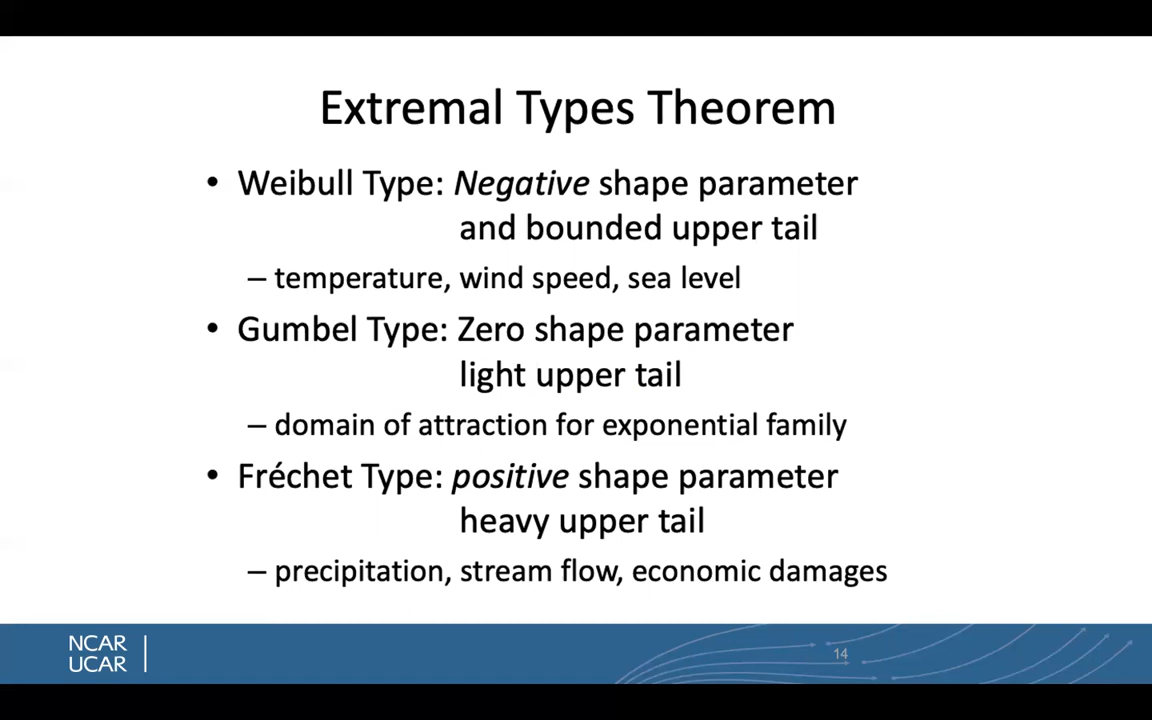 Extremal Types Theorem
• Weibull Type: Negative shape parameter
and bounded upper tail
– temperature, wind speed, sea level
• Gumbel Type: Zero shape parameter
light upper tail
– domain of attraction for exponential family
• Fréchet Type: positive shape parameter
heavy upper tail
– precipitation, stream flow, economic damages
NCAR
UCAR
14